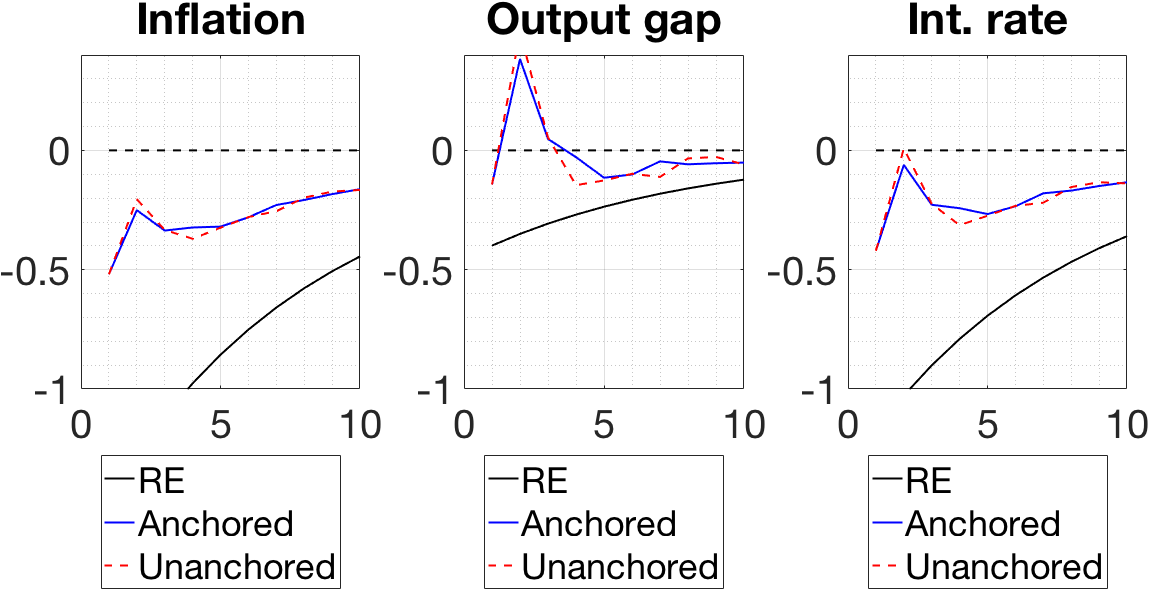 Inflation
0
-0.5
-1
0 5 10
RE
Anchored
Unanchored
Output gap
0
-0.5
-1
0 5 10
RE
Anchored
Unanchored
Int. rate
0
-0.5
-1
0 5 10
RE
Anchored
Unanchored